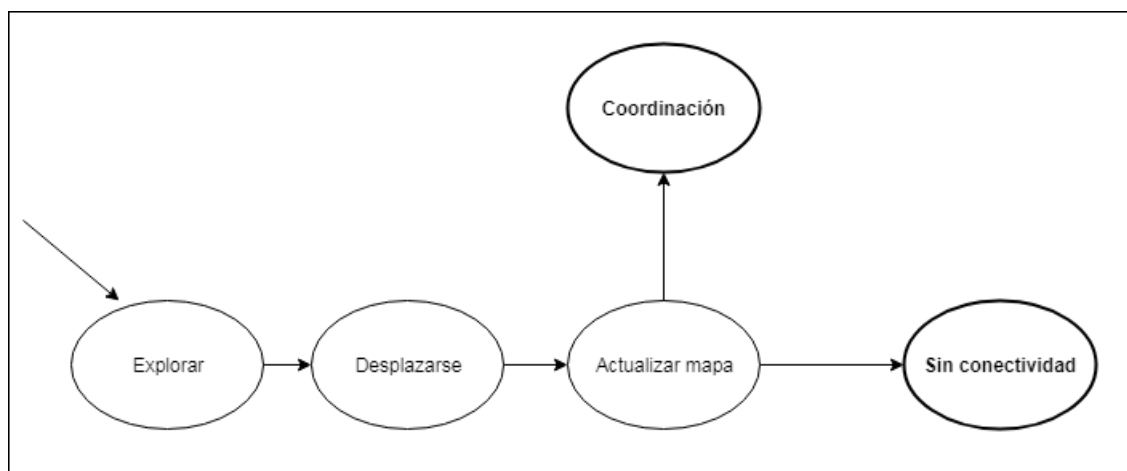 Coordinación
Explorar
Desplazarse
Actualizar mapa
Sin conectividad